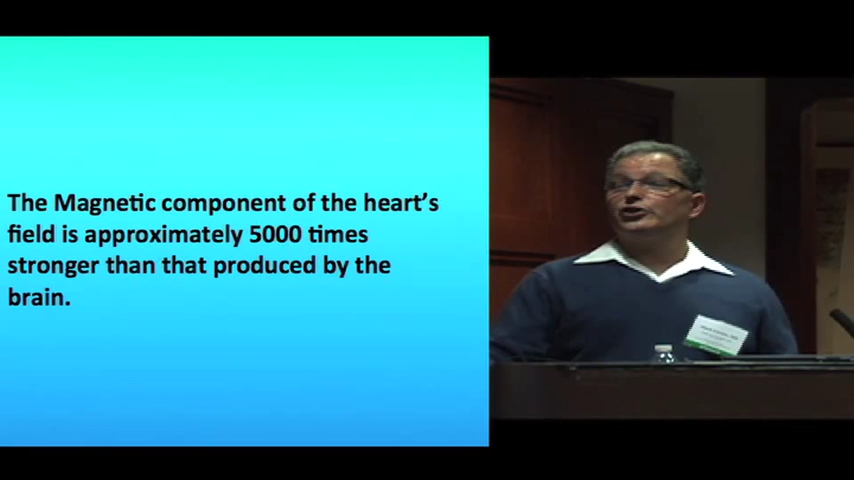 The Magnetic component of the heart's
field is approximately 5000 times
stronger than that produced by the
brain.